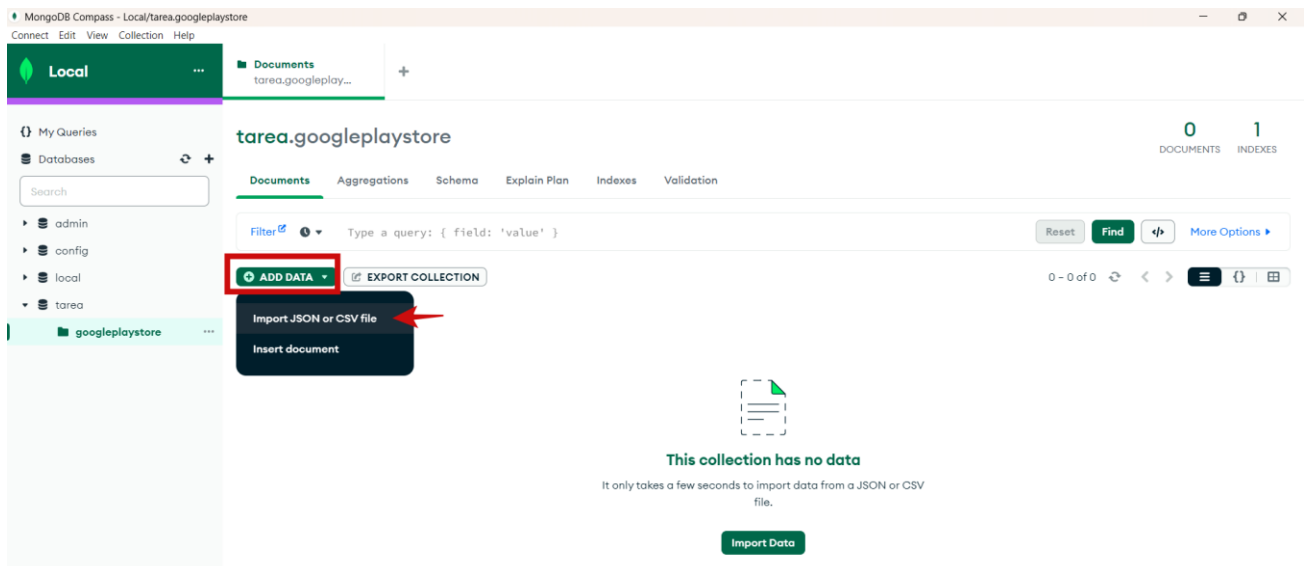 MongoDB Compass - Local/tarea.googleplaystore
Connect Edit View Collection Help
Local
...
Documents
tarea.googleplay...
+
{} My Queries
Databases
+
Search
admin
config
local
tarea
googleplaystore
...
tarea.googleplaystore
0
DOCUMENTS
1
INDEXES
Documents Aggregations Schema Explain Plan Indexes Validation
Filter Type a query: { field: 'value' } Reset Find </> More Options
ADD DATA EXPORT COLLECTION 0 – 0 of 0 < > {}
Import JSON or CSV file
Insert document
This collection has no data
It only takes a few seconds to import data from a JSON or CSV
file.
Import Data